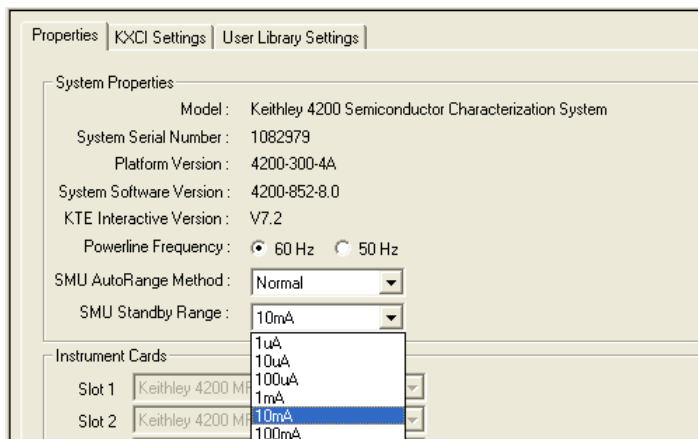 Properties KXCI Settings User Library Settings
System Properties
Model : Keithley 4200 Semiconductor Characterization System
System Serial Number : 1082979
Platform Version : 4200-300-4A
System Software Version : 4200-852-8.0
KTE Interactive Version : V7.2
Powerline Frequency : 60 Hz 50 Hz
SMU AutoRange Method : Normal
SMU Standby Range : 10mA
1uA
10uA
100uA
1mA
10mA
100mA
Instrument Cards
Slot 1 Keithley 4200
Slot 2 Keithley 4200